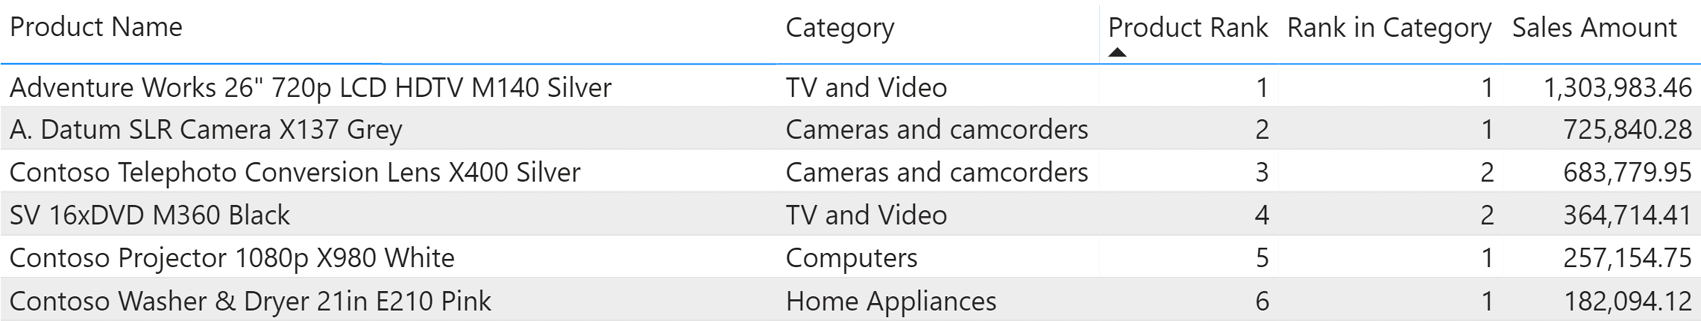 Product Name Category Product Rank Rank in Category Sales Amount
Adventure Works 26" 720p LCD HDTV M140 Silver TV and Video 1 1 1,303,983.46
A. Datum SLR Camera X137 Grey Cameras and camcorders 2 1 725,840.28
Contoso Telephoto Conversion Lens X400 Silver Cameras and camcorders 3 2 683,779.95
SV 16xDVD M360 Black TV and Video 4 2 364,714.41
Contoso Projector 1080p X980 White Computers 5 1 257,154.75
Contoso Washer & Dryer 21in E210 Pink Home Appliances 6 1 182,094.12